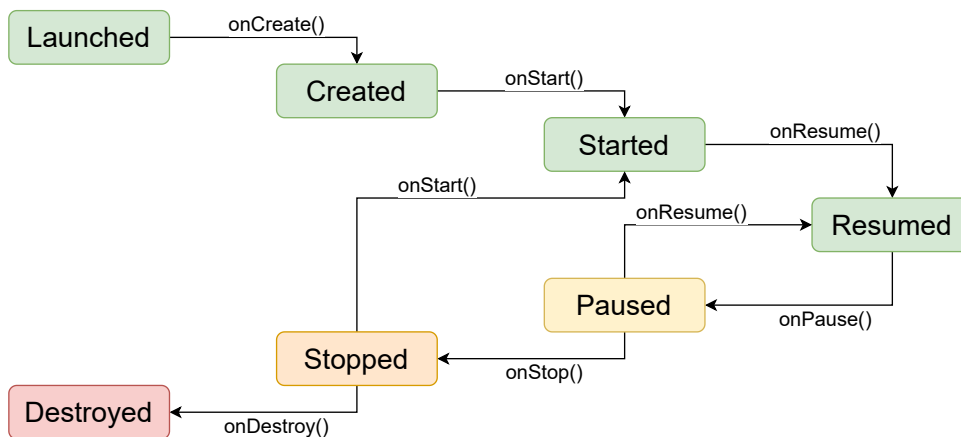 Launched
onCreate()
Created
onStart()
Started
onResume()
onStart()
onResume()
Resumed
Paused
onPause()
Stopped
onStop()
Destroyed
onDestroy()